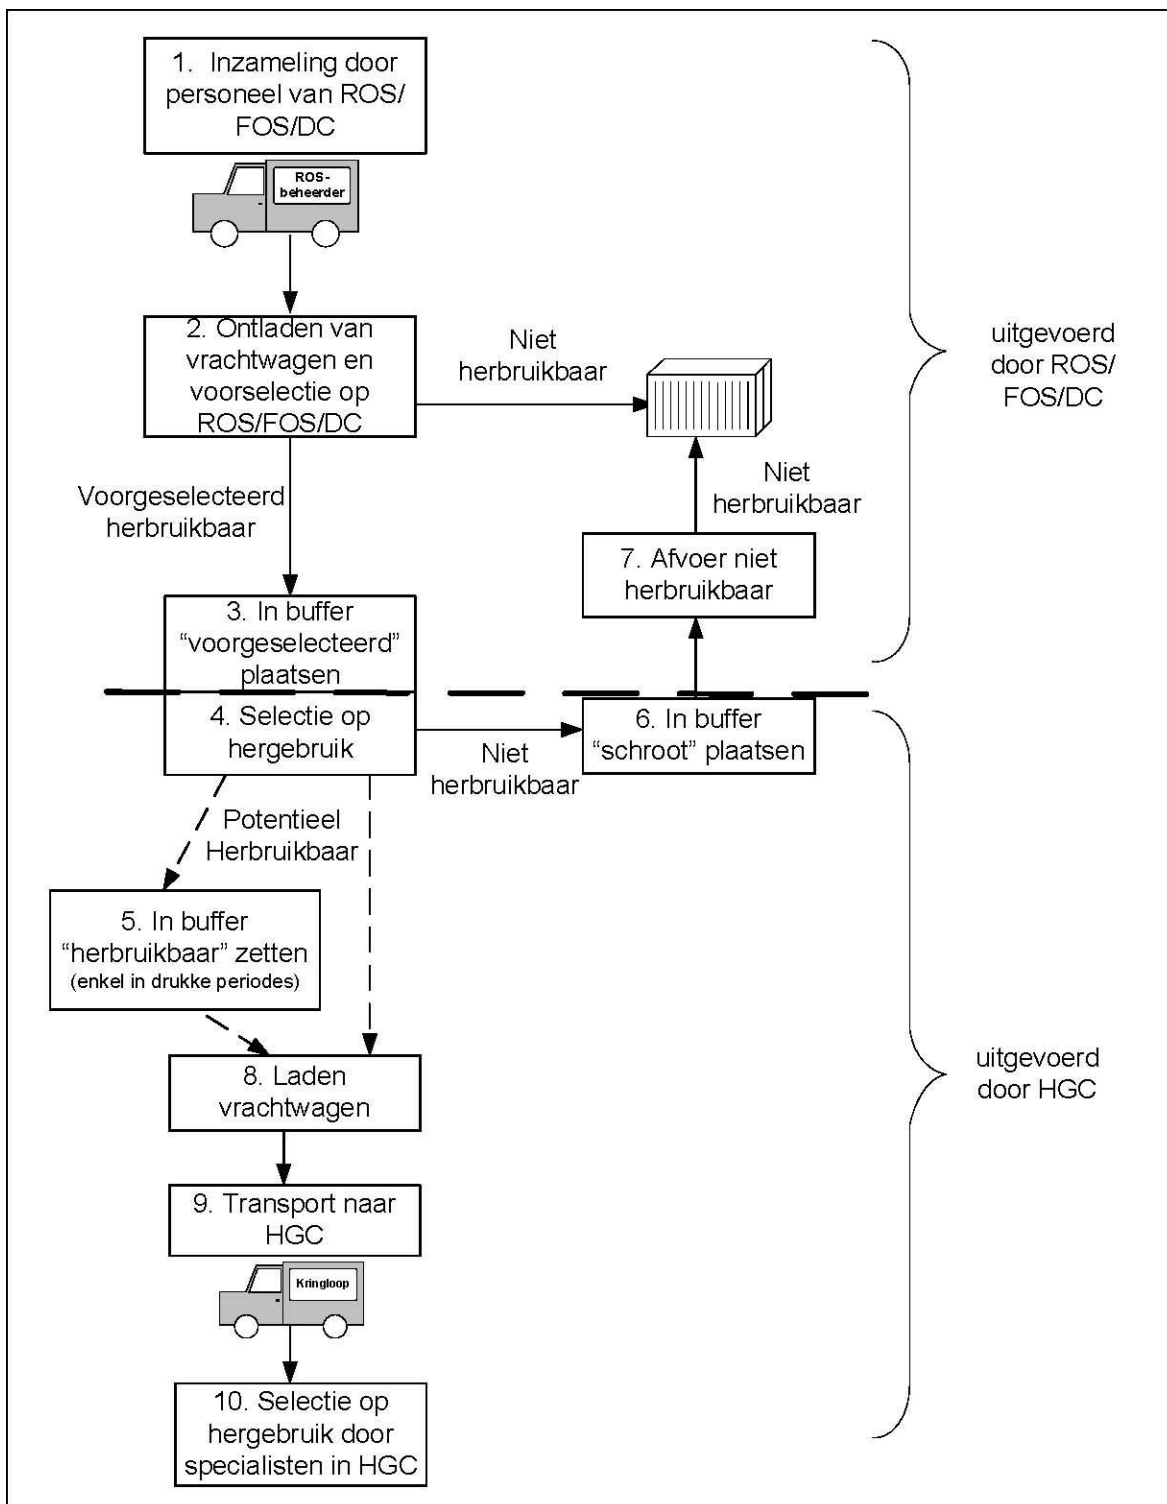 1. Inzameling door
personeel van ROS/
FOS/DC
ROS-
beheerder
2. Ontladen van
vrachtwagen en
voorselectie op
ROS/FOS/DC
Niet
herbruikbaar
uitgevoerd
door ROS/
FOS/DC
Voorgeselecteerd
herbruikbaar
Niet
herbruikbaar
7. Afvoer niet
herbruikbaar
3. In buffer
“voorgeselecteerd”
plaatsen
4. Selectie op
hergebruik
Niet
herbruikbaar
6. In buffer
“schroot” plaatsen
Potentieel
Herbruikbaar
5. In buffer
“herbruikbaar” zetten
(enkel in drukke periodes)
uitgevoerd
door HGC
8. Laden
vrachtwagen
9. Transport naar
HGC
Kringloop
10. Selectie op
hergebruik door
specialisten in HGC